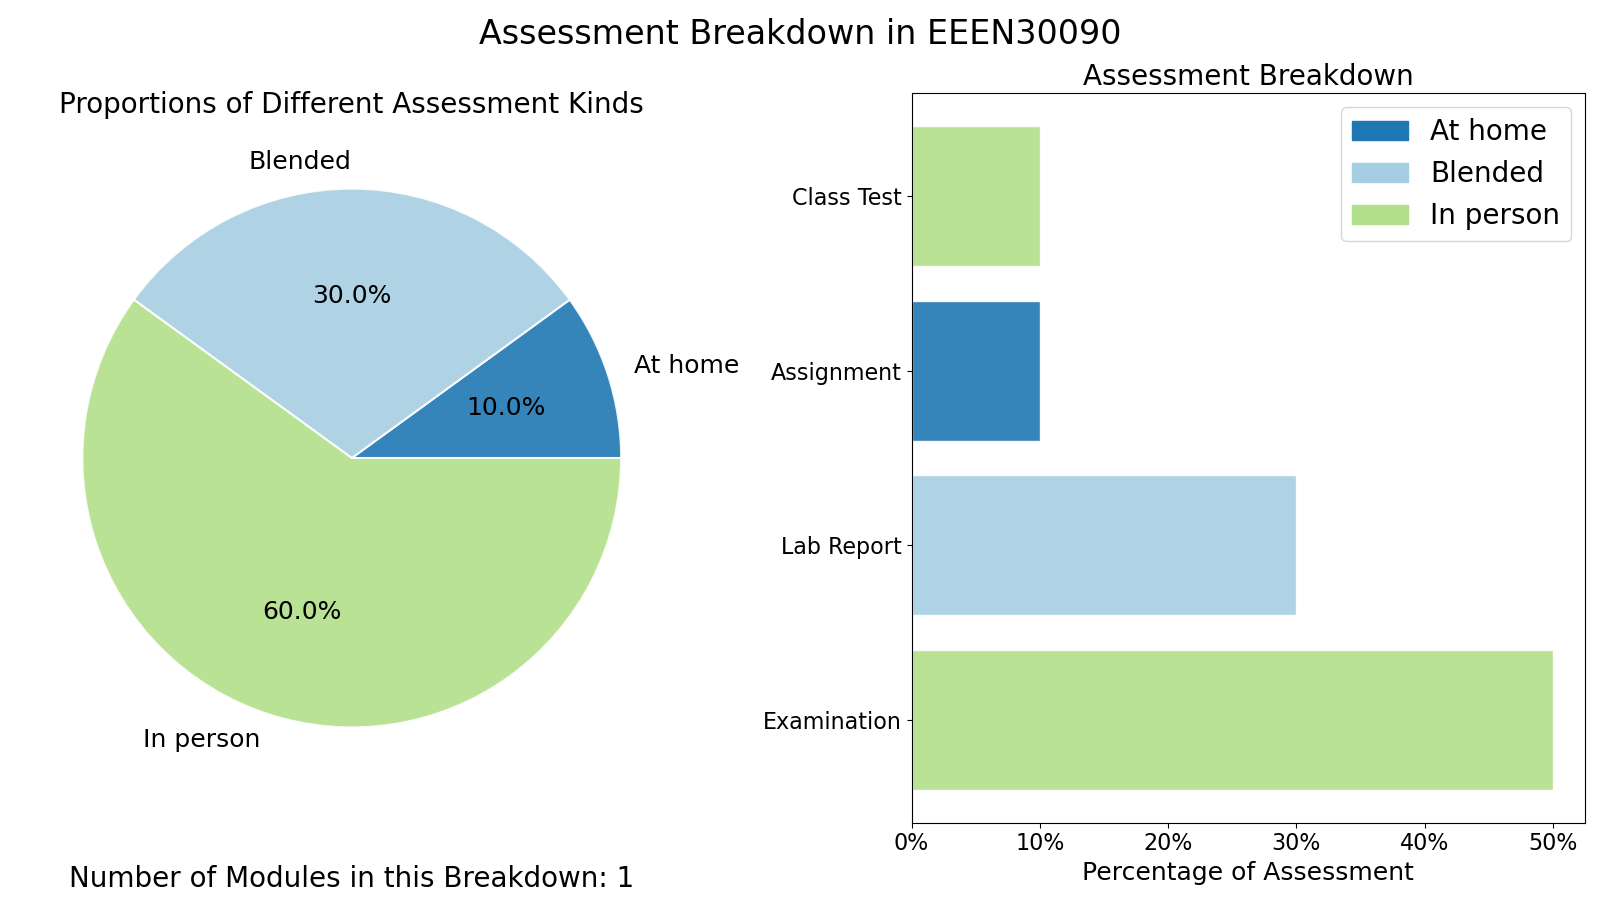 Assessment Breakdown in EEEN30090
Proportions of Different Assessment Kinds
Blended
30.0%
At home
10.0%
60.0%
In person
Number of Modules in this Breakdown: 1
Assessment Breakdown
At home
Blended
In person
Class Test
Assignment
Lab Report
Examination
0% 10% 20% 30% 40% 50%
Percentage of Assessment